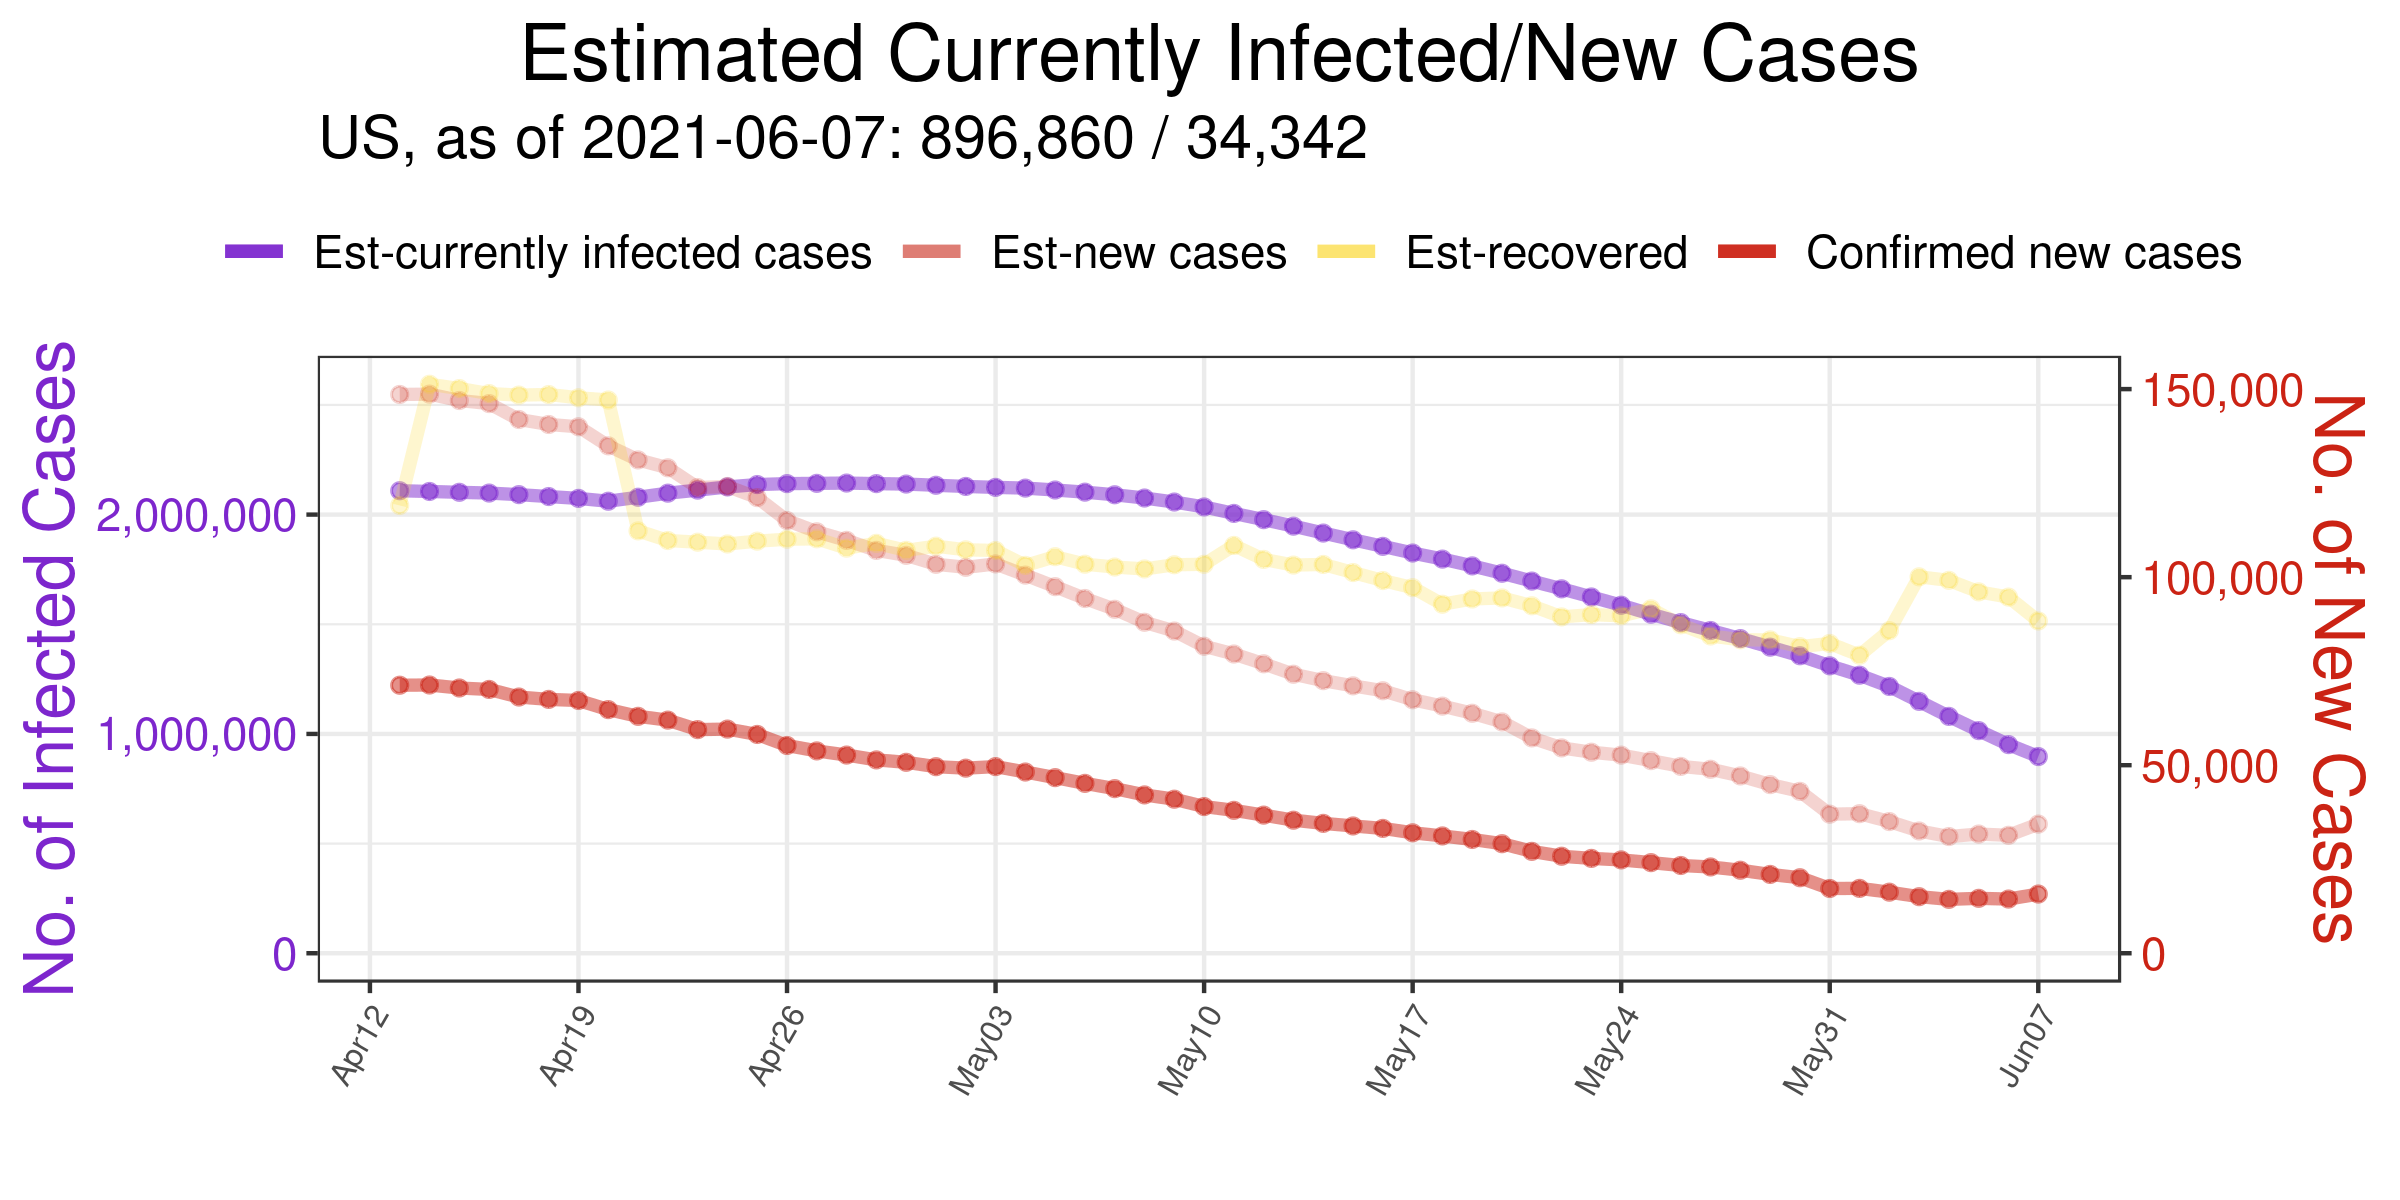 Estimated Currently Infected/New Cases
US, as of 2021-06-07: 896,860 / 34,342
Est-currently infected cases Est-new cases Est-recovered Confirmed new cases
No. of Infected Cases
2,000,000
1,000,000
0
150,000
100,000
50,000
0
No. of New Cases
Apr12 Apr19 Apr26 May03 May10 May17 May24 May31 Jun07